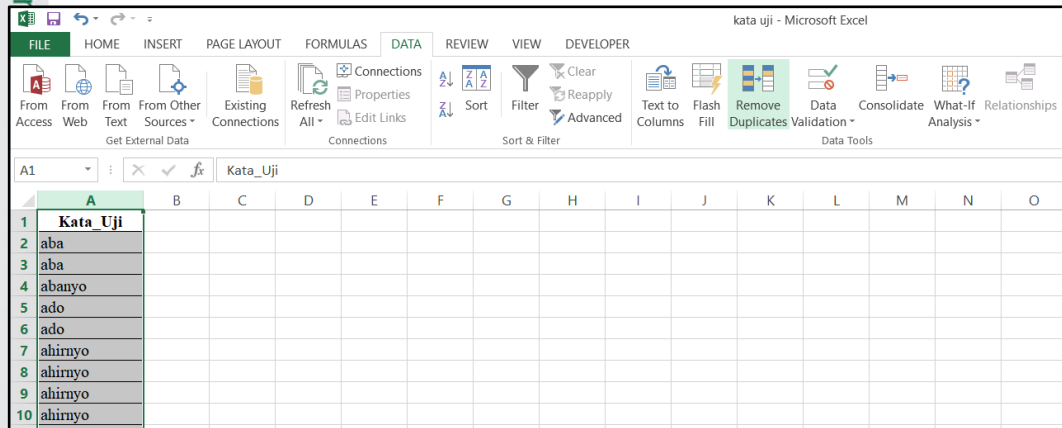 kata uji - Microsoft Excel
FILE HOME INSERT PAGE LAYOUT FORMULAS DATA REVIEW VIEW DEVELOPER
From Access
From Web
From Text
From Other Sources
Existing Connections
Get External Data
Refresh All
Connections
Properties
Edit Links
Connections
Sort
Filter
Clear
Reapply
Advanced
Sort & Filter
Text to Columns
Flash Fill
Remove Duplicates
Data Validation
Consolidate
What-If Analysis
Relationships
Data Tools
A1 fx Kata_Uji
A B C D E F G H I J K L M N O
1 Kata_Uji
2 aba
3 aba
4 abanyo
5 ado
6 ado
7 ahirnyo
8 ahirnyo
9 ahirnyo
10 ahirnyo